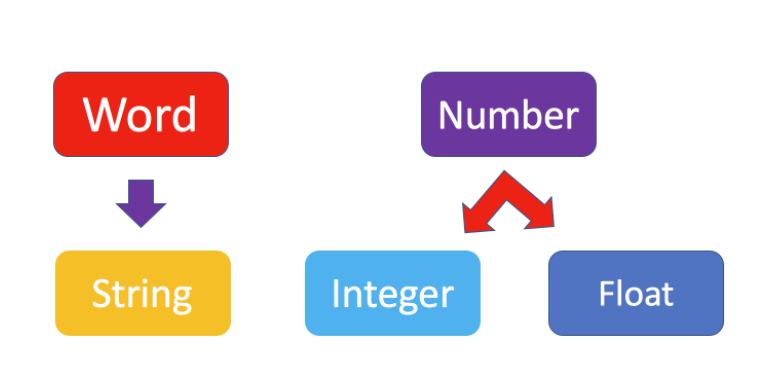 Word
Number
String
Integer
Float